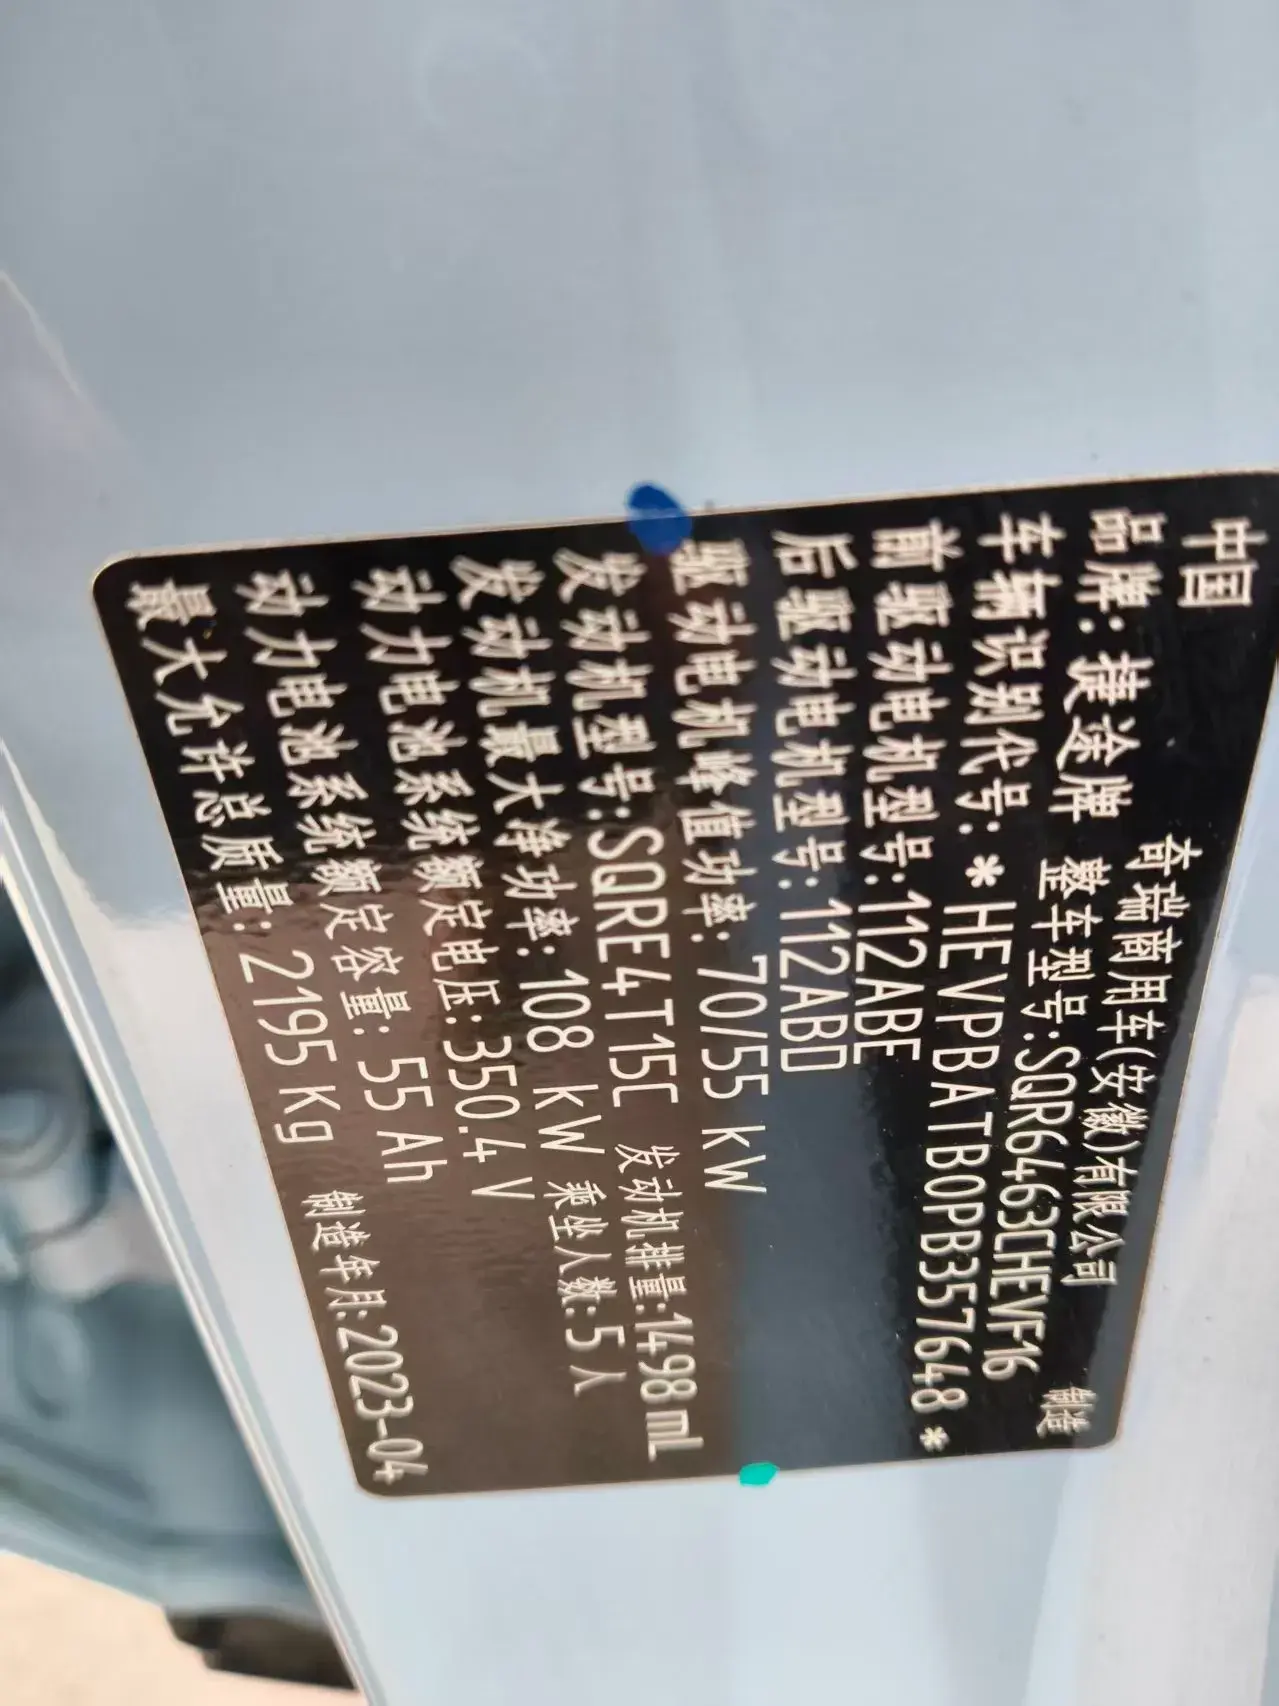 中国 奇瑞商用车(安徽)有限公司 制造
品牌:捷途牌 整车型号:SQR6463CHEVF16
车辆识别代号:*HEVPBATB0PB357648*
前驱动电机型号:112ABE
后驱动电机型号:112ABD
驱动电机峰值功率:70/55 kW
发动机型号:SQRE4T15C 发动机排量:1498mL
发动机最大净功率:108 kW 乘坐人数:5人
动力电池系统额定电压:350.4 V
动力电池系统额定容量:55Ah
最大允许总质量:2195kg 制造年月:2023-04